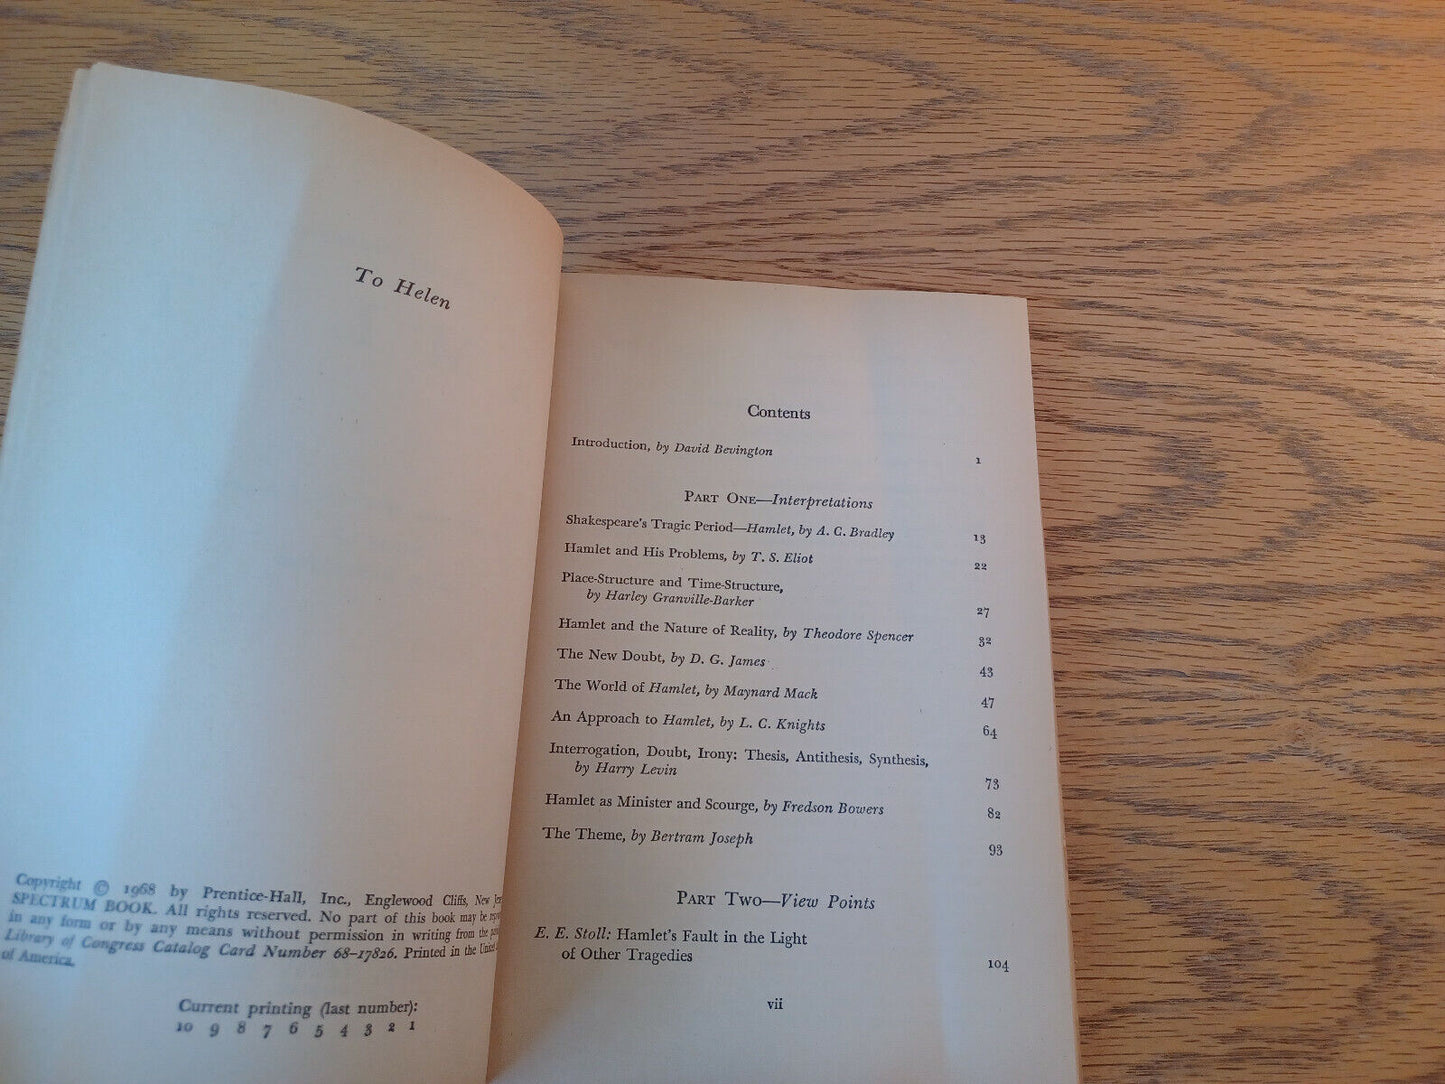 To Helen
Copyright © 1968 by Prentice-Hall, Inc., Englewood Cliffs, New
SPECTRUM BOOK. All rights reserved. No part of this book may be
in any form or by any means without permission in writing from the
Library of Congress Catalog Card Number 68-17826. Printed in the
of America.
Current printing (last number):
10 9 8 7 6 5 4 3 2 1
Contents
Introduction, by David Bevington 1
PART ONE—Interpretations
Shakespeare's Tragic Period—Hamlet, by A. C. Bradley 13
Hamlet and His Problems, by T. S. Eliot 22
Place-Structure and Time-Structure,
by Harley Granville-Barker 27
Hamlet and the Nature of Reality, by Theodore Spencer 32
The New Doubt, by D. G. James 43
The World of Hamlet, by Maynard Mack 47
An Approach to Hamlet, by L. C. Knights 64
Interrogation, Doubt, Irony: Thesis, Antithesis, Synthesis,
by Harry Levin 73
Hamlet as Minister and Scourge, by Fredson Bowers 82
The Theme, by Bertram Joseph 93
PART TWO—View Points
E. E. Stoll: Hamlet's Fault in the Light
of Other Tragedies 104
vii